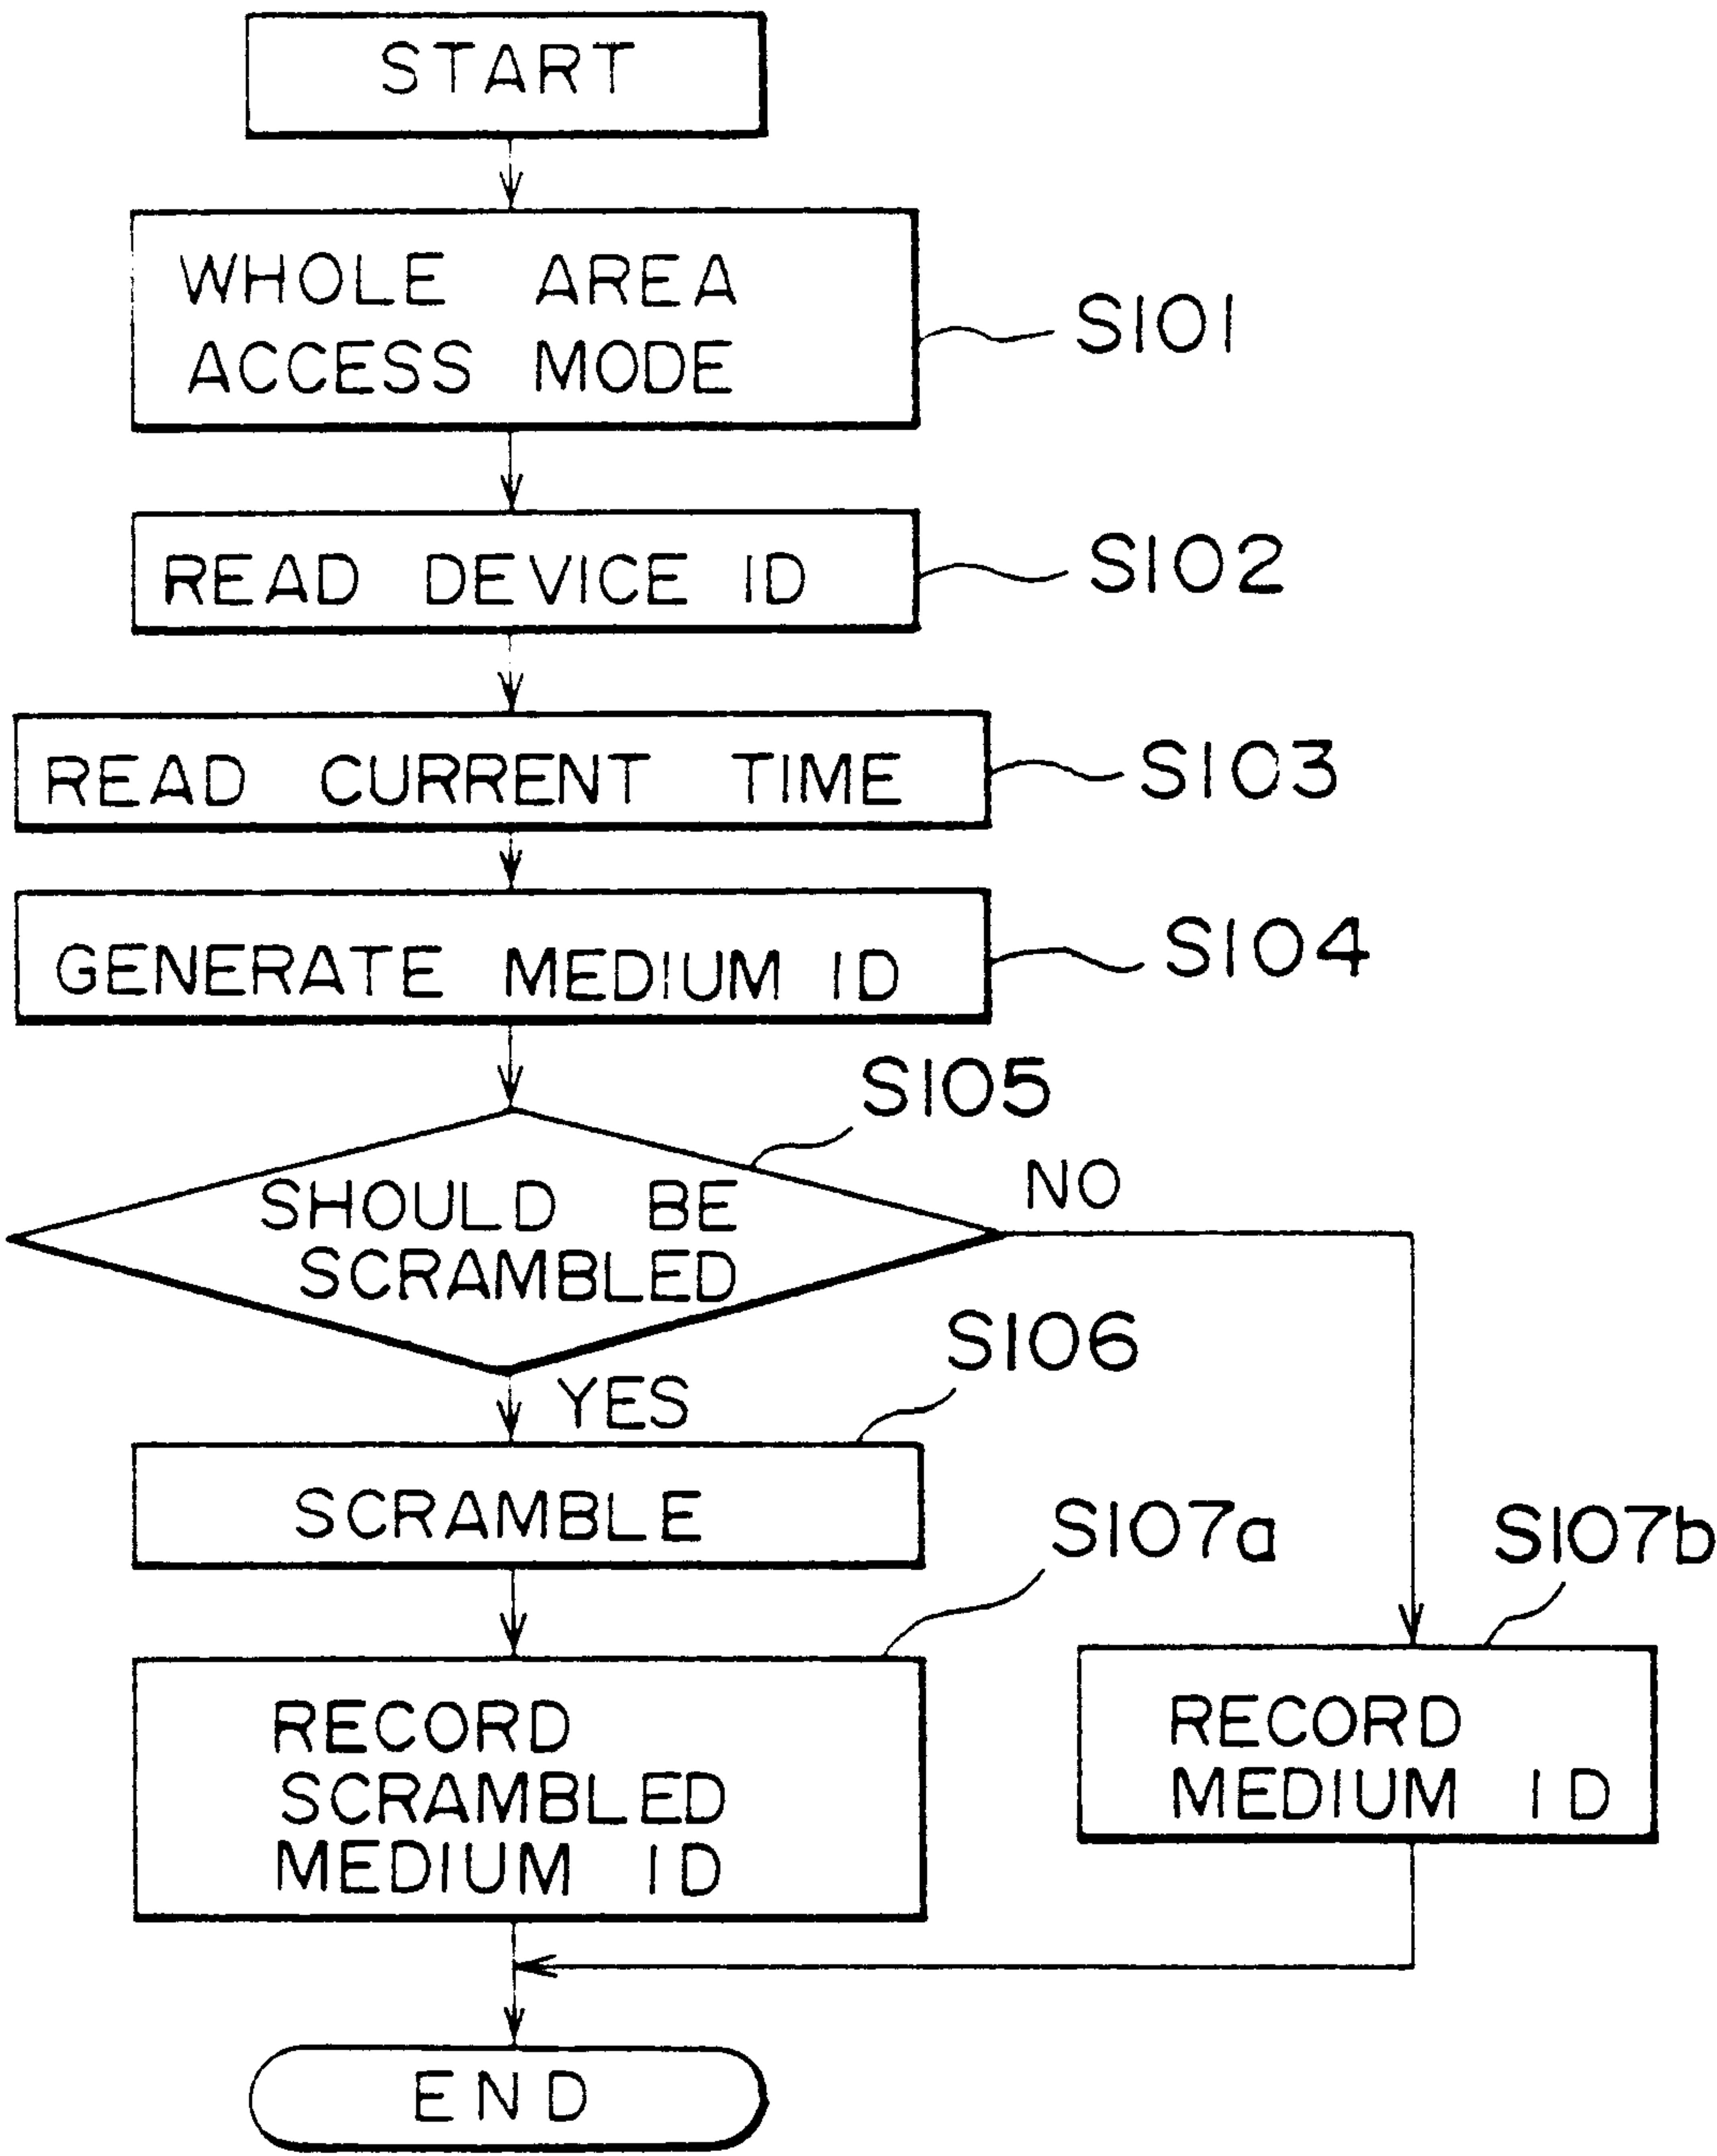 START
WHOLE AREA
ACCESS MODE
S101
READ DEVICE ID
S102
READ CURRENT TIME
S103
GENERATE MEDIUM ID
S104
S105
SHOULD BE
SCRAMBLED
NO
YES
S106
SCRAMBLE
S107a
S107b
RECORD
SCRAMBLED
MEDIUM ID
RECORD
MEDIUM ID
END